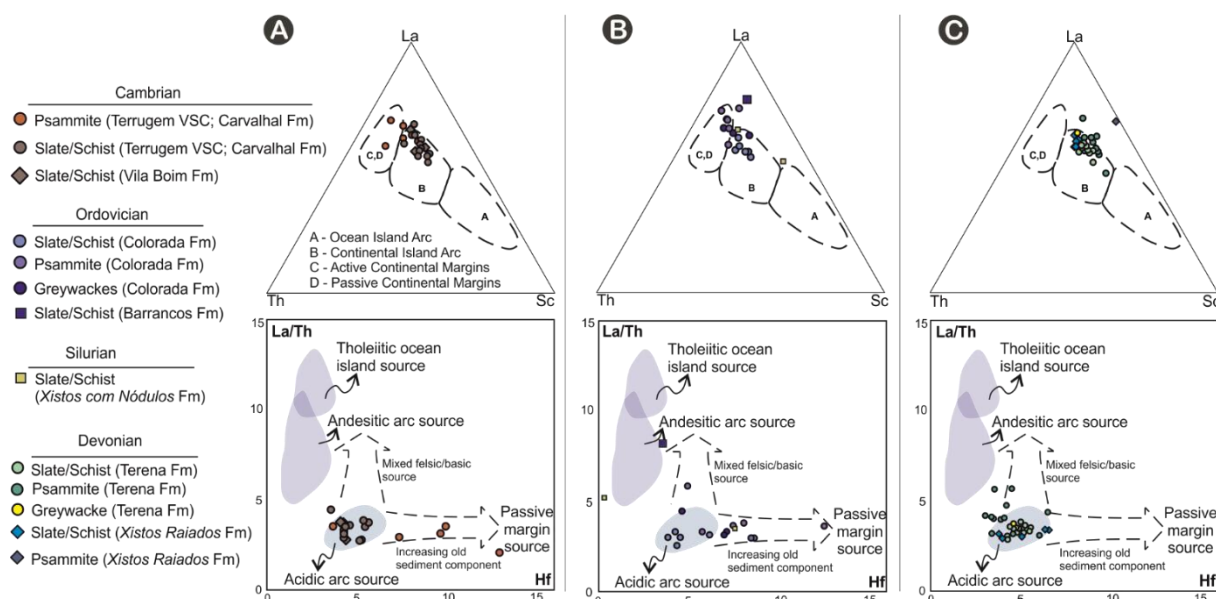 Cambrian
Psammite (Terrugem VSC; Carvalhal Fm)
Slate/Schist (Terrugem VSC; Carvalhal Fm)
Slate/Schist (Vila Boim Fm)
Ordovician
Slate/Schist (Colorada Fm)
Psammite (Colorada Fm)
Greywackes (Colorada Fm)
Slate/Schist (Barrancos Fm)
Silurian
Slate/Schist
(Xistos com Nódulos Fm)
Devonian
Slate/Schist (Terena Fm)
Psammite (Terena Fm)
Greywacke (Terena Fm)
Slate/Schist (Xistos Raiados Fm)
Psammite (Xistos Raiados Fm)
A
La
C,D
B
A
A - Ocean Island Arc
B - Continental Island Arc
C - Active Continental Margins
D - Passive Continental Margins
Th
Sc
15
La/Th
Tholeiitic ocean
island source
10
Andesitic arc source
Mixed felsic/basic
source
5
Passive
margin
source
Increasing old
sediment component
Acidic arc source
Hf
0
0
5
10
15
B
La
C,D
B
A
Th
Sc
15
La/Th
Tholeiitic ocean
island source
10
Andesitic arc source
Mixed felsic/basic
source
5
Passive
margin
source
Increasing old
sediment component
Acidic arc source
Hf
0
0
5
10
15
C
La
C,D
B
A
Th
Sc
15
La/Th
Tholeiitic ocean
island source
10
Andesitic arc source
Mixed felsic/basic
source
5
Passive
margin
source
Increasing old
sediment component
Acidic arc source
Hf
0
0
5
10
15